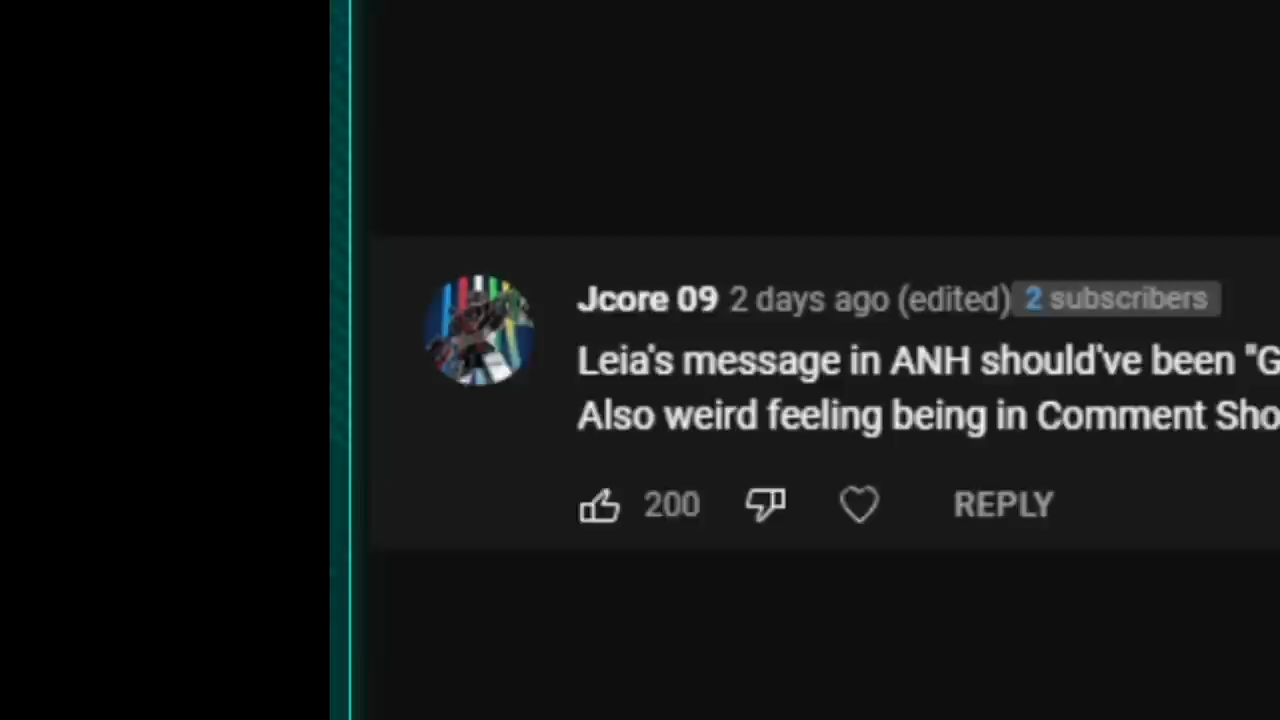 Jcore 09 2 days ago (edited) 2 subscribers
Leia's message in ANH should've been "G
Also weird feeling being in Comment Sho
200 REPLY